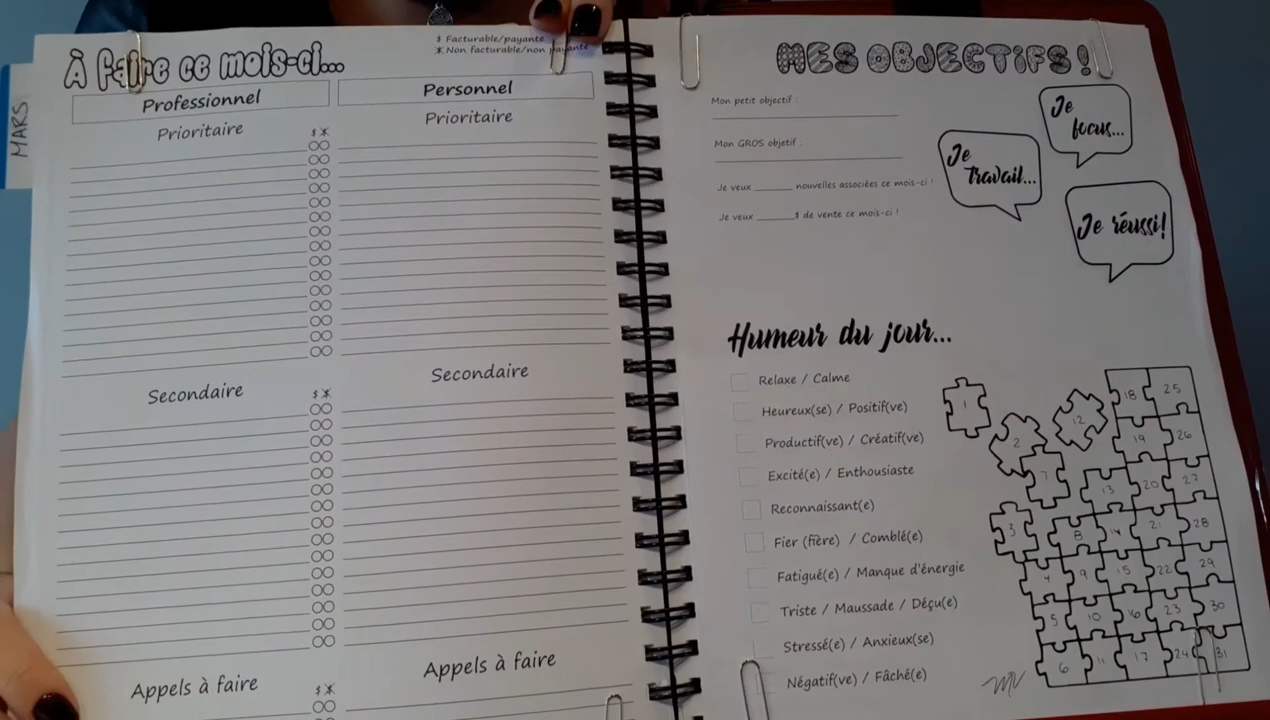 MARS
À faire ce mois-ci...
$ Facturable/payante
* Non facturable/non payante
Professionnel
Personnel
Prioritaire
$ *
Prioritaire
Secondaire
$ *
Secondaire
Appels à faire
$ *
Appels à faire
MES OBJECTIFS !
Mon petit objectif :
Mon GROS objetif :
Je veux ______ nouvelles associées ce mois-ci !
Je veux ______$ de vente ce mois-ci !
Je focus...
Je travail...
Je réussi!
Humeur du jour...
Relaxe / Calme
Heureux(se) / Positif(ve)
Productif(ve) / Créatif(ve)
Excité(e) / Enthousiaste
Reconnaissant(e)
Fier (fière) / Comblé(e)
Fatigué(e) / Manque d'énergie
Triste / Maussade / Déçu(e)
Stressé(e) / Anxieux(se)
Négatif(ve) / Fâché(e)
1 12 18 25
2 19 26
7 13 20 27
3 8 14 21 28
4 9 15 22 29
5 10 16 23 30
6 11 17 24 31